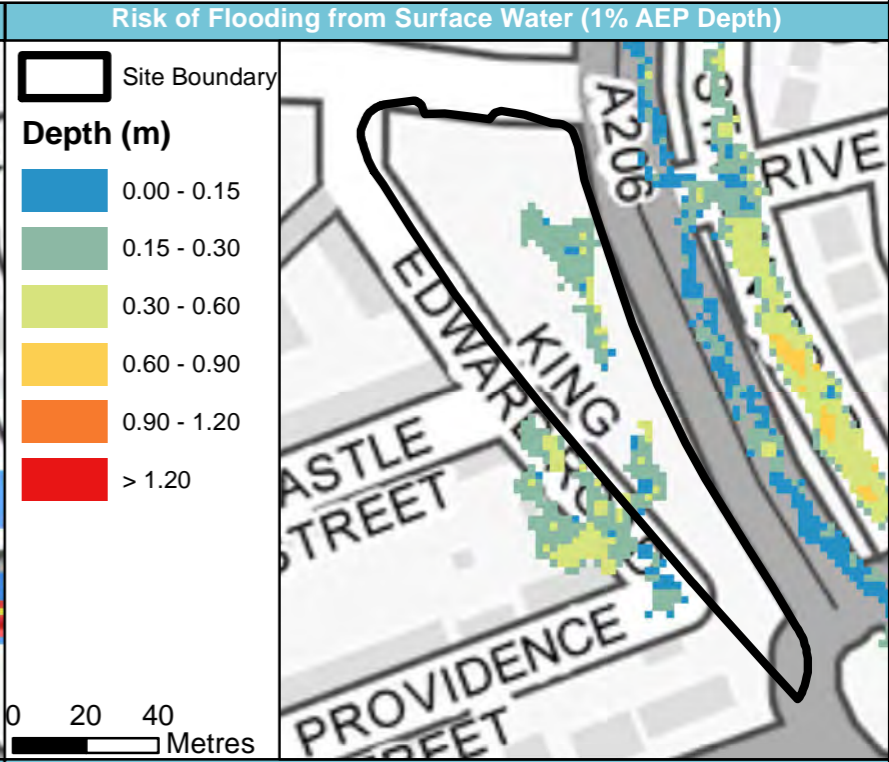 Risk of Flooding from Surface Water (1% AEP Depth)
Site Boundary
Depth (m)
0.00 - 0.15
0.15 - 0.30
0.30 - 0.60
0.60 - 0.90
0.90 - 1.20
> 1.20
0 20 40
Metres
A206
RIVE
KING
EDWARD
ASTLE
STREET
PROVIDENCE
REET